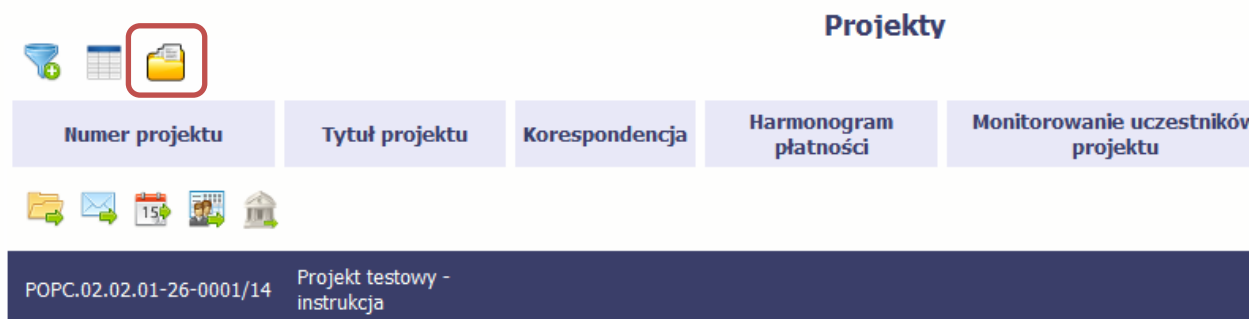 Projekty
Numer projektu
Tytuł projektu
Korespondencja
Harmonogram
płatności
Monitorowanie uczestników
projektu
15
POPC.02.02.01-26-0001/14
Projekt testowy -
instrukcja